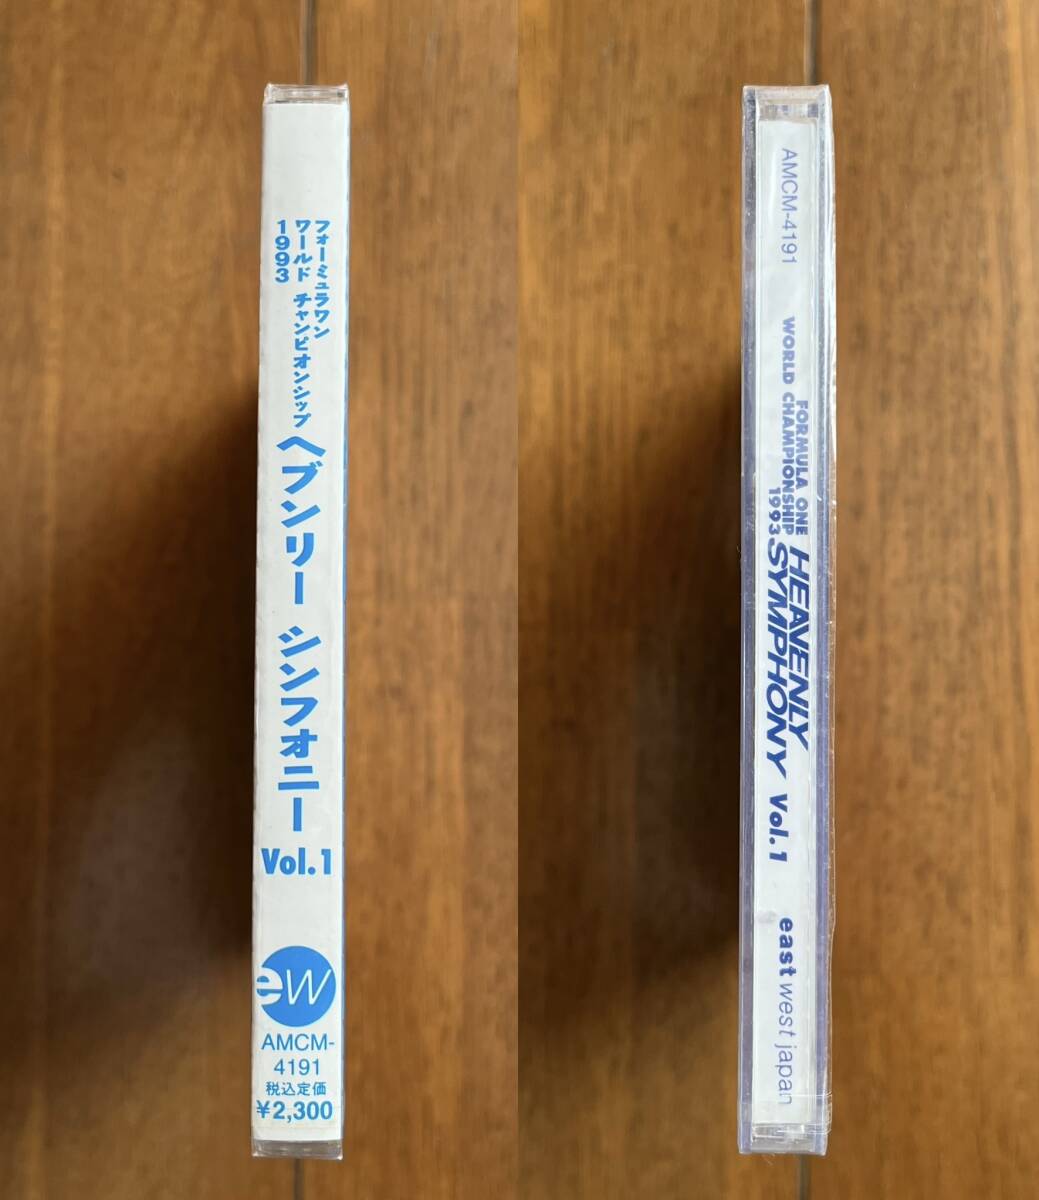 フォーミュラワン
ワールド チャンピオンシップ
1993
ヘブンリー シンフォニー
Vol.1
ew
AMCM-
4191
税込定価
¥2,300
AMCM-4191
FORMULA ONE
WORLD CHAMPIONSHIP
1993
HEAVENLY
SYMPHONY
Vol.1
eastwest japan